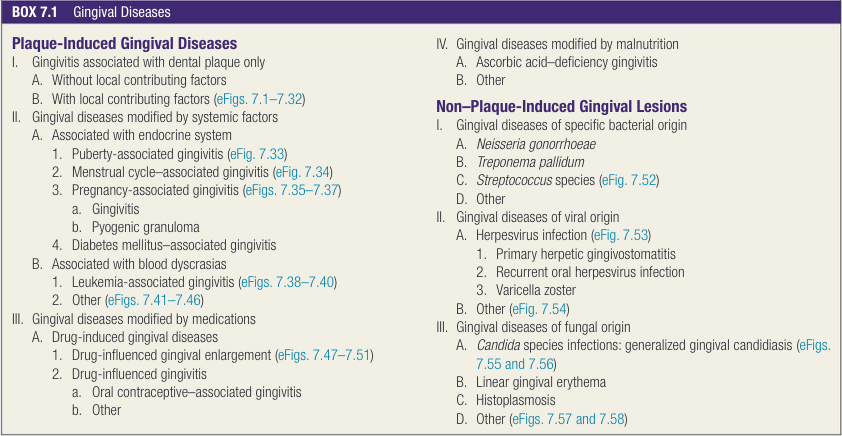 BOX 7.1 Gingival Diseases
Plaque-Induced Gingival Diseases
I. Gingivitis associated with dental plaque only
A. Without local contributing factors
B. With local contributing factors (eFigs. 7.1–7.32)
II. Gingival diseases modified by systemic factors
A. Associated with endocrine system
1. Puberty-associated gingivitis (eFig. 7.33)
2. Menstrual cycle–associated gingivitis (eFig. 7.34)
3. Pregnancy-associated gingivitis (eFigs. 7.35–7.37)
a. Gingivitis
b. Pyogenic granuloma
4. Diabetes mellitus–associated gingivitis
B. Associated with blood dyscrasias
1. Leukemia-associated gingivitis (eFigs. 7.38–7.40)
2. Other (eFigs. 7.41–7.46)
III. Gingival diseases modified by medications
A. Drug-induced gingival diseases
1. Drug-influenced gingival enlargement (eFigs. 7.47–7.51)
2. Drug-influenced gingivitis
a. Oral contraceptive–associated gingivitis
b. Other
IV. Gingival diseases modified by malnutrition
A. Ascorbic acid–deficiency gingivitis
B. Other
Non–Plaque-Induced Gingival Lesions
I. Gingival diseases of specific bacterial origin
A. Neisseria gonorrhoeae
B. Treponema pallidum
C. Streptococcus species (eFig. 7.52)
D. Other
II. Gingival diseases of viral origin
A. Herpesvirus infection (eFig. 7.53)
1. Primary herpetic gingivostomatitis
2. Recurrent oral herpesvirus infection
3. Varicella zoster
B. Other (eFig. 7.54)
III. Gingival diseases of fungal origin
A. Candida species infections: generalized gingival candidiasis (eFigs.
7.55 and 7.56)
B. Linear gingival erythema
C. Histoplasmosis
D. Other (eFigs. 7.57 and 7.58)